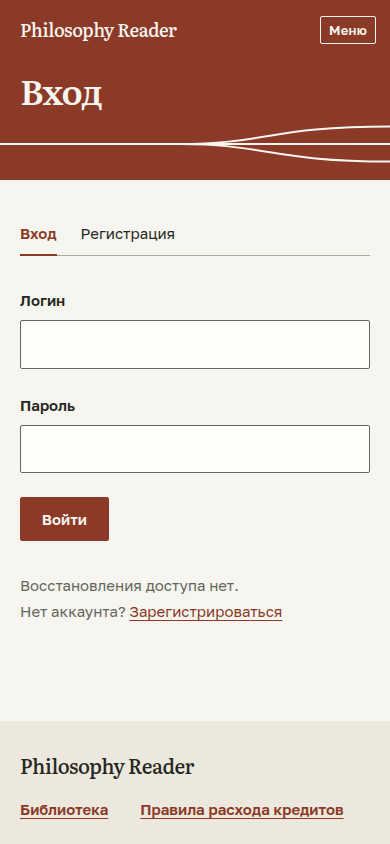 Philosophy Reader
Меню
Вход
Вход Регистрация
Логин
Пароль
Войти
Восстановления доступа нет.
Нет аккаунта? Зарегистрироваться
Philosophy Reader
Библиотека Правила расхода кредитов